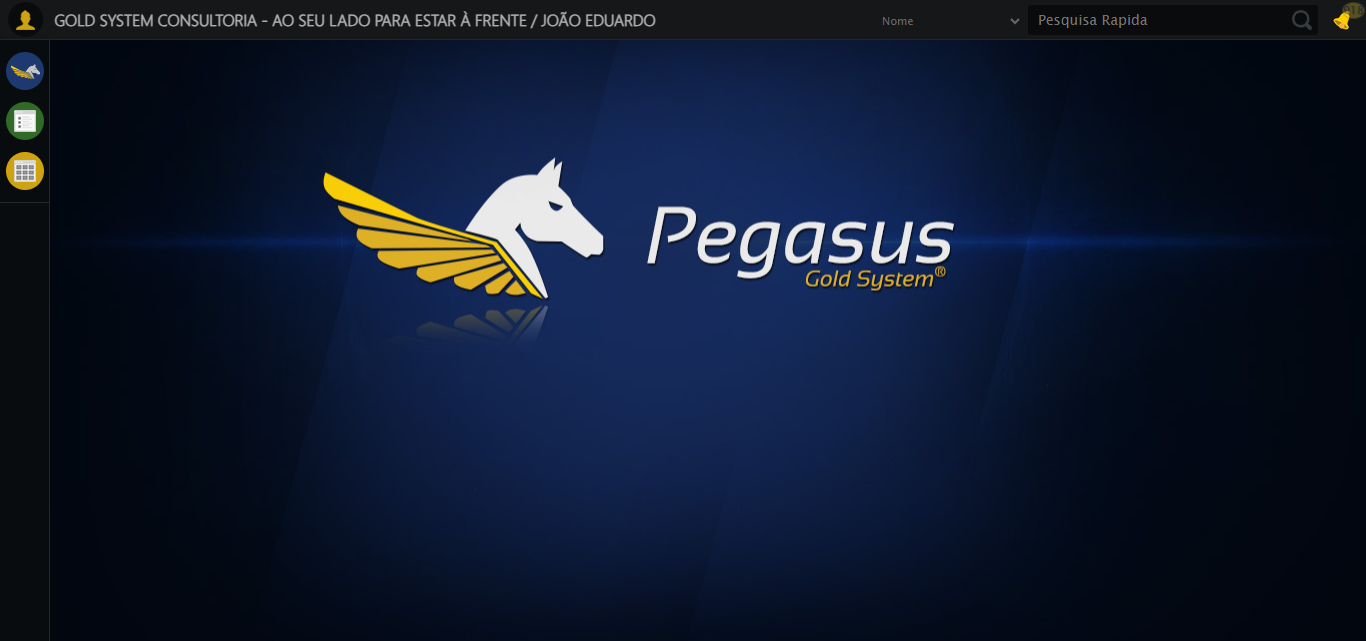 GOLD SYSTEM CONSULTORIA - AO SEU LADO PARA ESTAR À FRENTE / JOÃO EDUARDO
Nome
Pesquisa Rapida
Pegasus
Gold System®